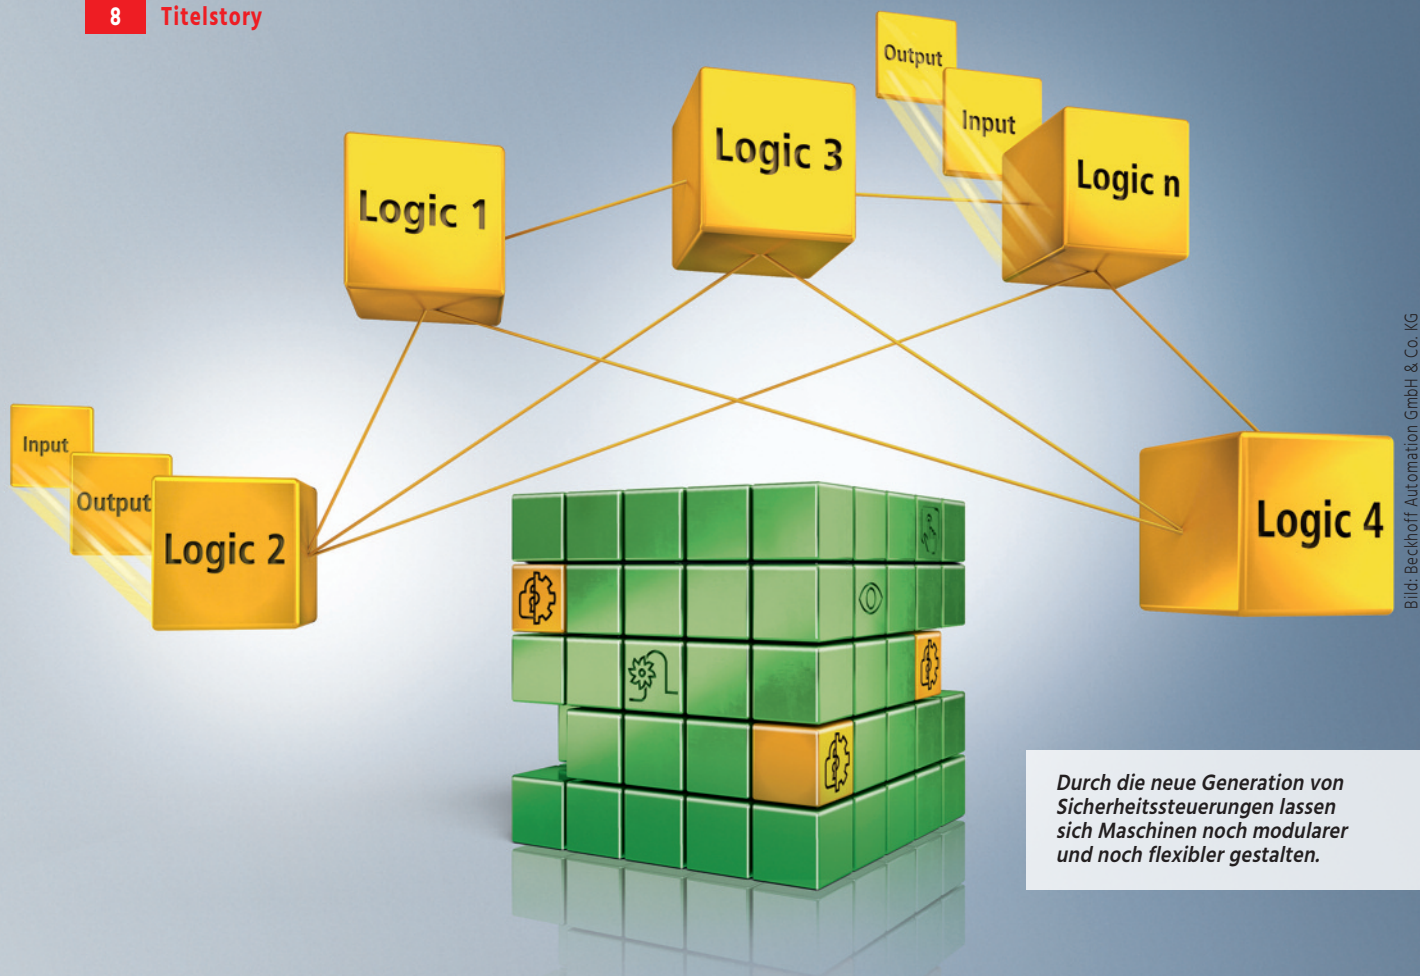 8 Titelstory
Output
Input
Logic n
Logic 3
Logic 1
Input
Output
Logic 2
Logic 4
Bild: Beckhoff Automation GmbH & Co. KG
Durch die neue Generation von
Sicherheitssteuerungen lassen
sich Maschinen noch modularer
und noch flexibler gestalten.